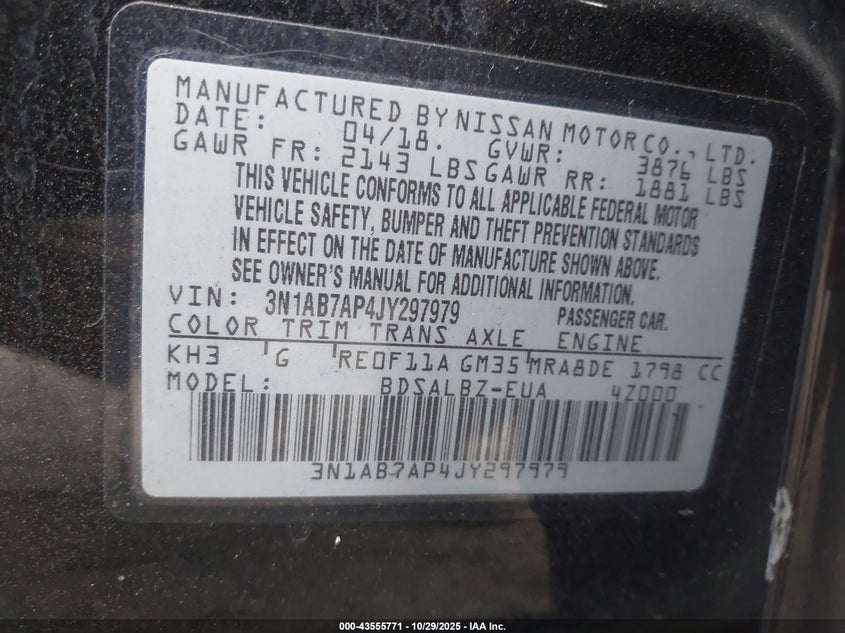 MANUFACTURED BY NISSAN MOTOR CO., LTD.
DATE: 04/18. GVWR: 3876 LBS
GAWR FR: 2143 LBS GAWR RR: 1881 LBS
THIS VEHICLE CONFORMS TO ALL APPLICABLE FEDERAL MOTOR
VEHICLE SAFETY, BUMPER AND THEFT PREVENTION STANDARDS
IN EFFECT ON THE DATE OF MANUFACTURE SHOWN ABOVE.
SEE OWNER'S MANUAL FOR ADDITIONAL INFORMATION.
VIN: 3N1AB7AP4JY297979 PASSENGER CAR.
COLOR TRIM TRANS AXLE ENGINE
KH3 G RE0F11A GM35 MRA8DE 1798 CC
MODEL: BDSALBZ-EUA 4Z000
3N1AB7AP4JY297979
000-43555771 | 10/29/2025 - IAA Inc.